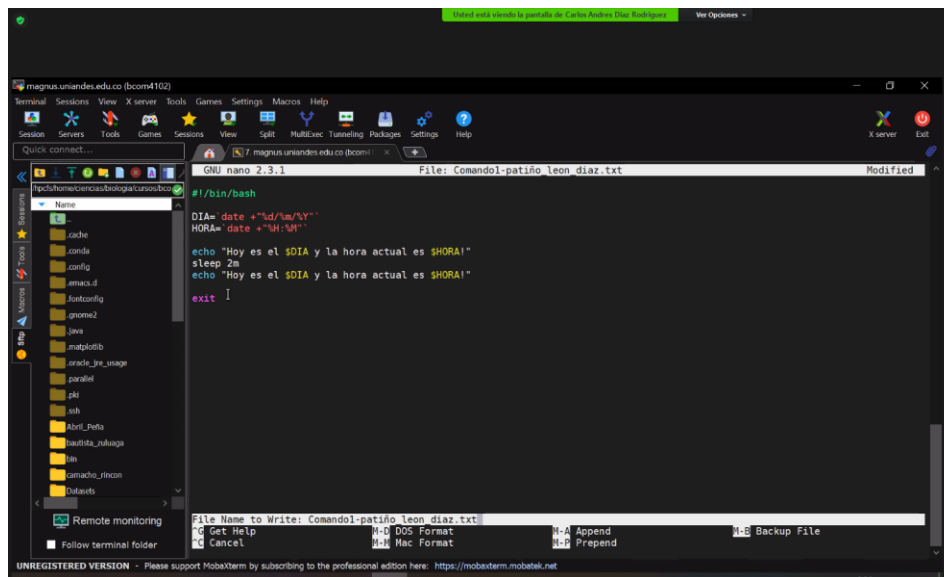 Usted está viendo la pantalla de Carlos Andres Diaz Rodriguez Ver Opciones
magnus.uniandes.edu.co (bcom4102)
Terminal Sessions View X server Tools Games Settings Macros Help
Session Servers Tools Games Sessions View Split MultiExec Tunneling Packages Settings Help X server Exit
Quick connect...
7. magnus.uniandes.edu.co (bcom4
/hpcfs/home/ciencias/biologia/cursos/bco
Name
..
.cache
.conda
.config
.emacs.d
.fontconfig
.gnome2
.java
.matplotlib
.oracle_jre_usage
.parallel
.pki
.ssh
Abril_Peña
bautista_zuluaga
bin
camacho_rincon
Datasets
Sessions
Tools
Macros
Sftp
Remote monitoring
Follow terminal folder
GNU nano 2.3.1 File: Comando1-patiño_leon_diaz.txt Modified
#!/bin/bash
DIA=`date +"%d/%m/%Y"`
HORA=`date +"%H:%M"`
echo "Hoy es el $DIA y la hora actual es $HORA!"
sleep 2m
echo "Hoy es el $DIA y la hora actual es $HORA!"
exit
File Name to Write: Comando1-patiño_leon_diaz.txt
^G Get Help M-D DOS Format M-A Append M-B Backup File
^C Cancel M-M Mac Format M-P Prepend
UNREGISTERED VERSION - Please support MobaXterm by subscribing to the professional edition here: https://mobaxterm.mobatek.net